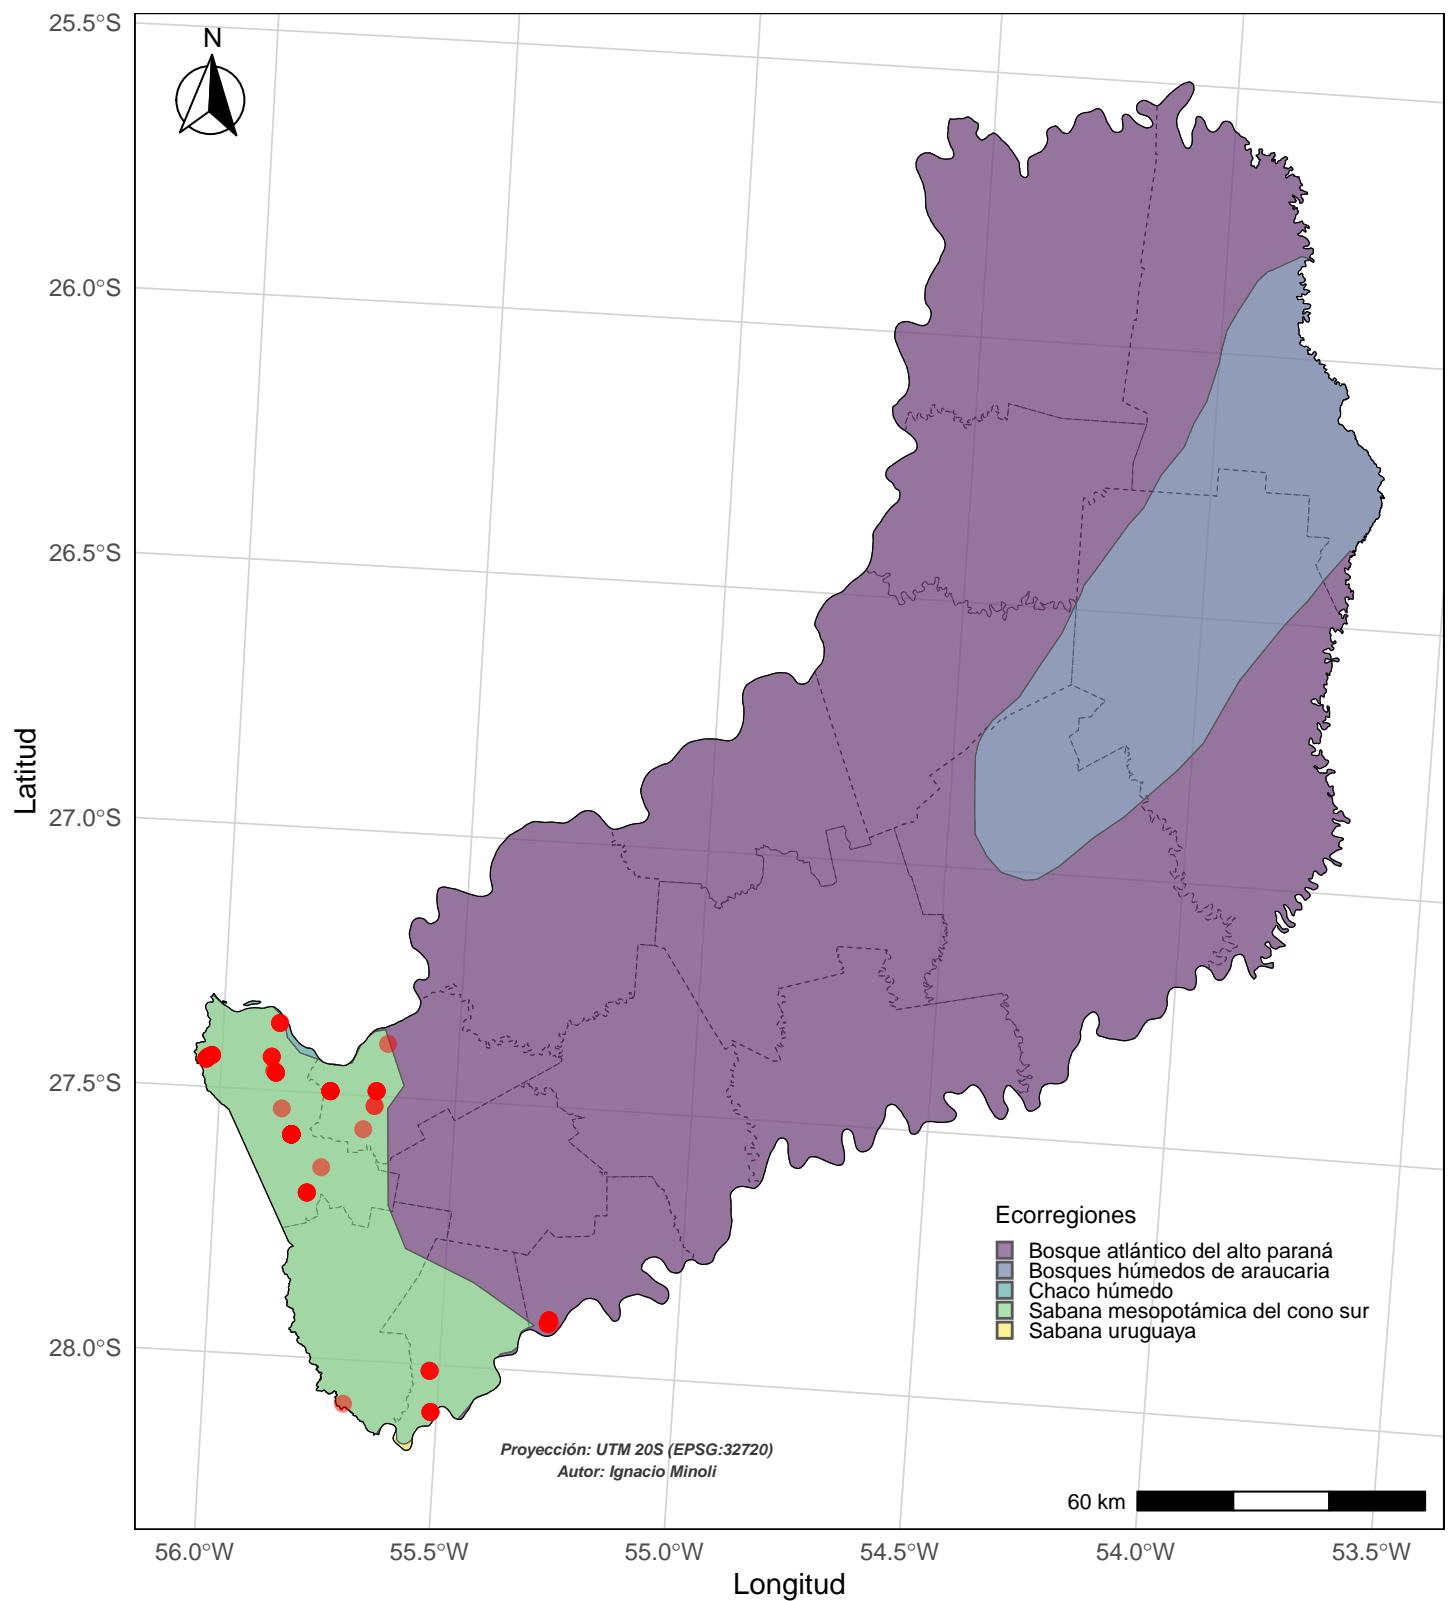 N
25.5°S
26.0°S
26.5°S
27.0°S
27.5°S
28.0°S
Latitud
Ecorregiones
Bosque atlántico del alto paraná
Bosques húmedos de araucaria
Chaco húmedo
Sabana mesopotámica del cono sur
Sabana uruguaya
Proyección: UTM 20S (EPSG:32720)
Autor: Ignacio Minoli
60 km
56.0°W
55.5°W
55.0°W
54.5°W
54.0°W
53.5°W
Longitud